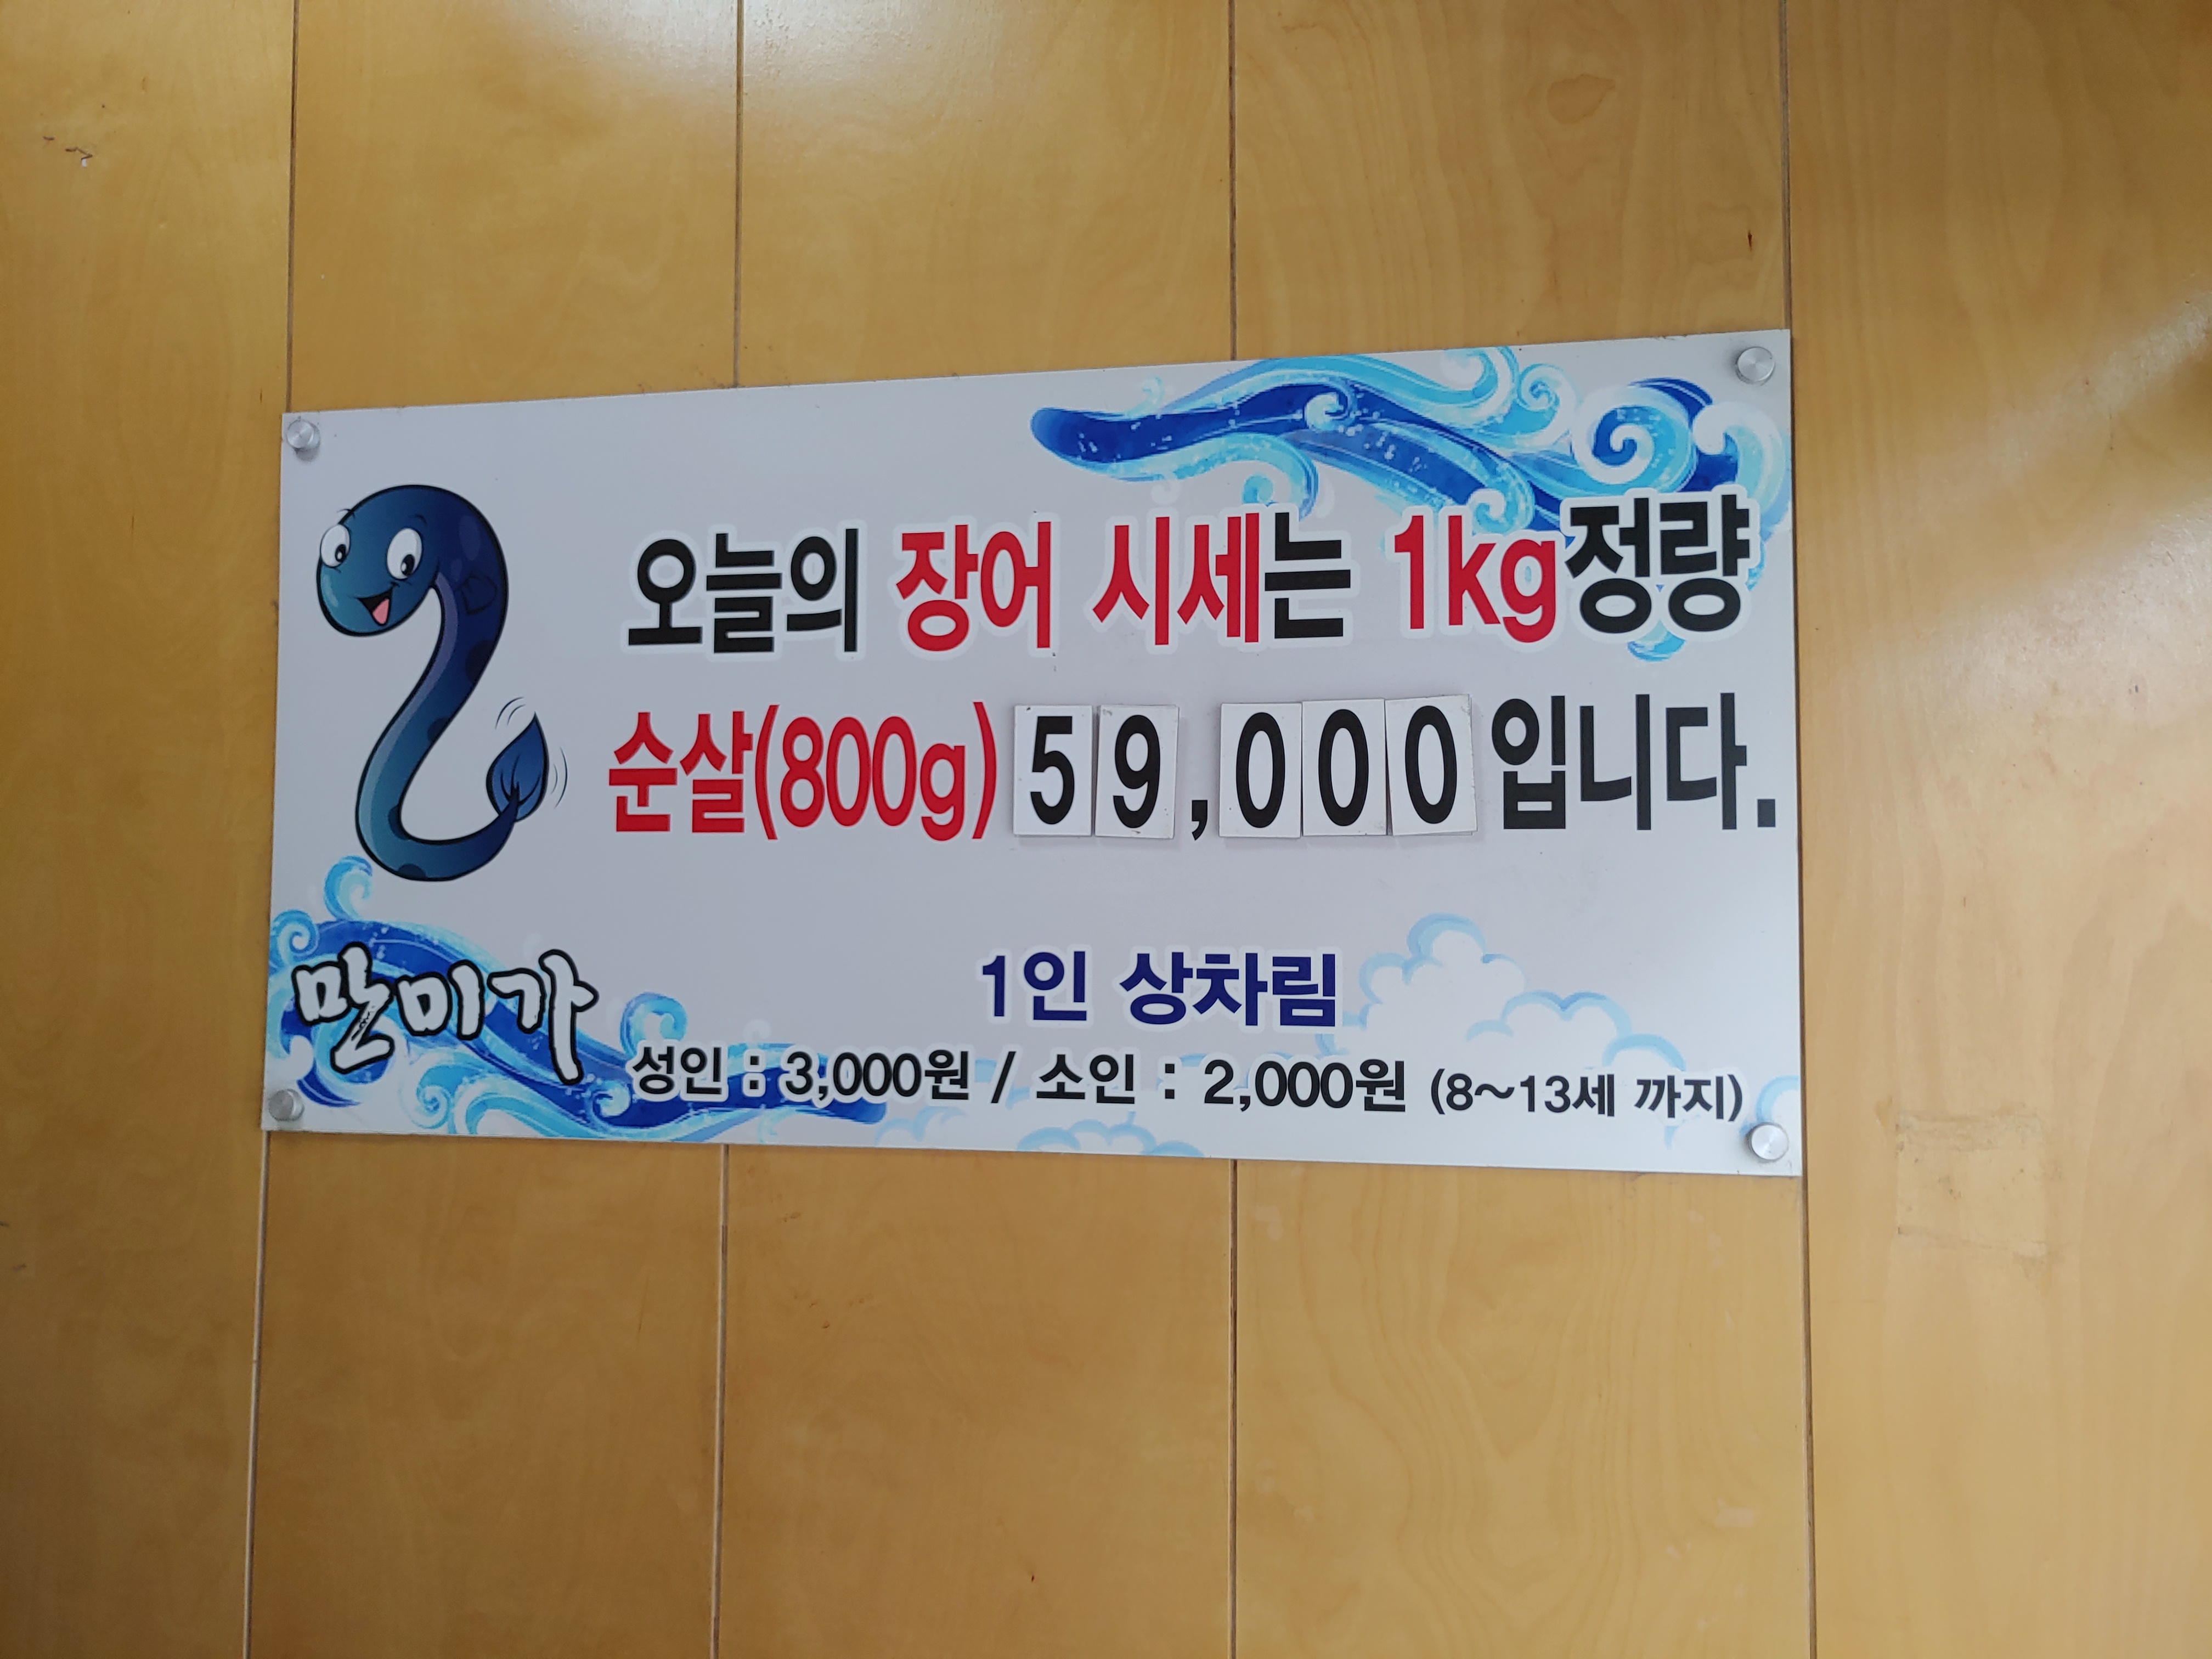 오늘의 장어 시세는 1kg정량
순살(800g) 59,000 입니다.
말미가
1인 상차림
성인 : 3,000원 / 소인 : 2,000원 (8~13세 까지)